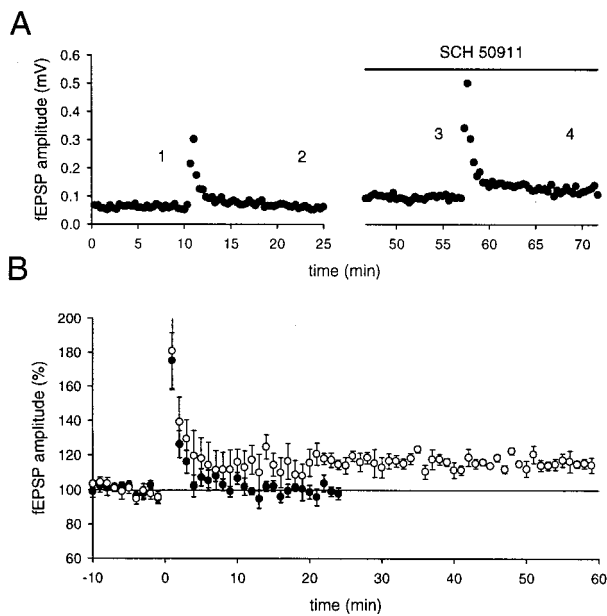 A
SCH 50911
fEPSP amplitude (mV)
0.6
0.5
0.4
0.3
0.2
0.1
0.0
1
2
3
4
0 5 10 15 20 25
50 55 60 65 70
time (min)
time (min)
B
fEPSP amplitude (%)
200
180
160
140
120
100
80
60
-10 0 10 20 30 40 50 60
time (min)